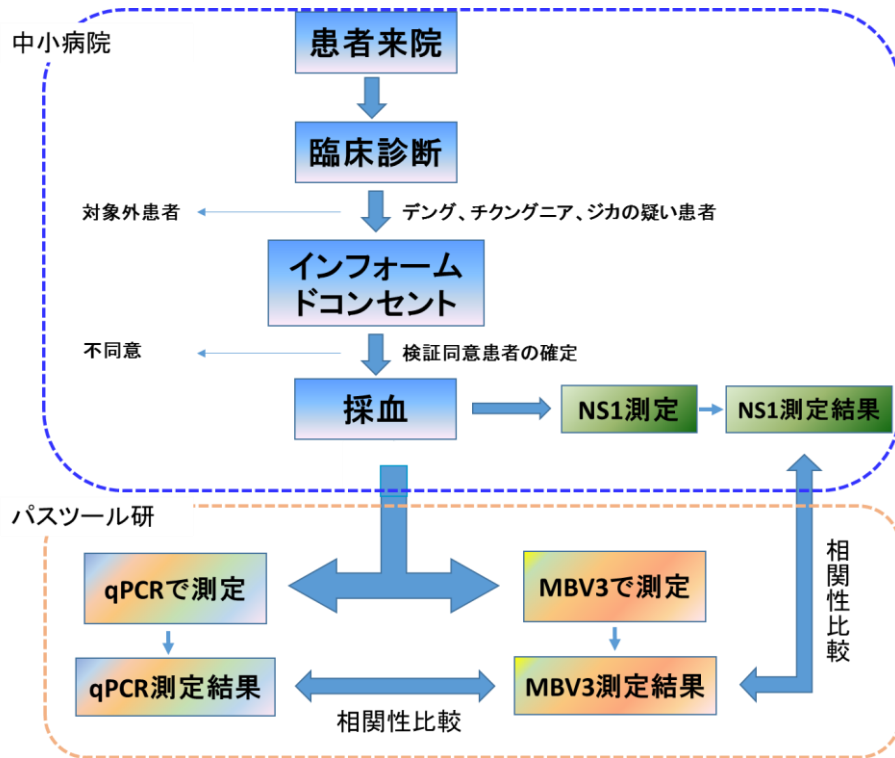 中小病院
患者来院
臨床診断
対象外患者
デング、チクングニア、ジカの疑い患者
インフォーム
ドコンセント
不同意
検証同意患者の確定
採血
NS1測定
NS1測定結果
パスツール研
qPCRで測定
MBV3で測定
相関性比較
qPCR測定結果
MBV3測定結果
相関性比較